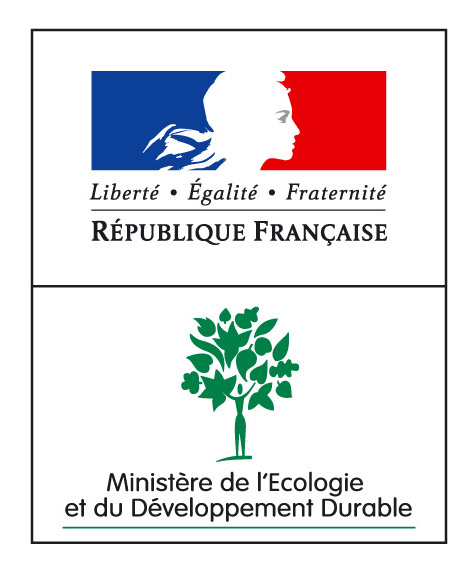 Liberté • Égalité • Fraternité
RÉPUBLIQUE FRANÇAISE
Ministère de l'Ecologie
et du Développement Durable